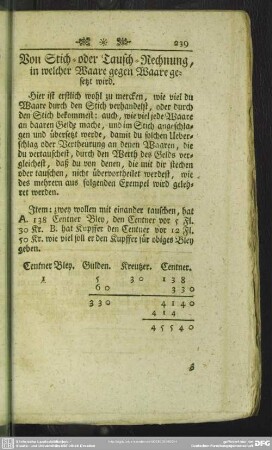 239
Von Stich- oder Tausch-Rechnung,
in welcher Waare gegen Waare ge-
setzt wird.
Hier ist erstlich wohl zu mercken, wie viel du
Waare durch den Stich verhandelst, oder durch
den Stich bekommest: auch, wie viel jede Waare
an baaren Geldy mache, und im Stich angeschla-
gen und übersetzt werde, damit du solchen Ueber-
schlag oder Vertheurung an denen Waaren, die
du vertauschest, durch den Werth des Gelds ver-
gleichest, daß du von denen, die mit dir stechen
oder tauschen, nicht übervortheilet werdest, wie
des mehrern aus folgenden Exempel wird geleh-
ret werden.
Item: zwey wollen mit einander tauschen, hat
A. 138 Centner Bley, den Centner vor 5 Fl.
30 Kr. B. hat Kupffer den Centner vor 12 Fl.
50 Kr. wie viel soll er den Kupffer für obiges Bley
geben.
Centner Bley. Gulden. Kreutzer. Centner.
1 5 30 138
60 330
330 4140
414
45540